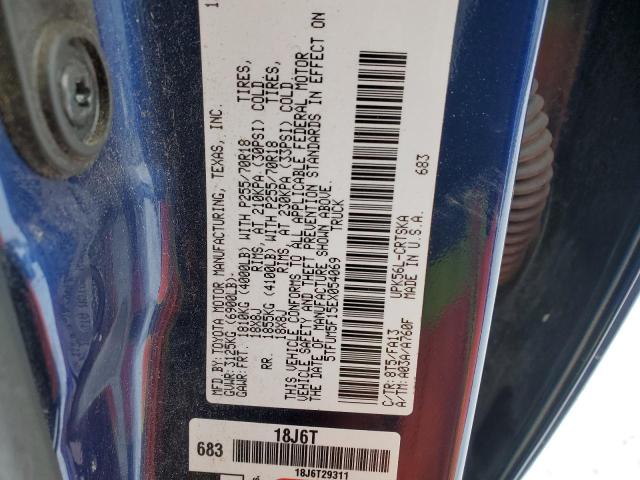 MFD. BY: TOYOTA MOTOR MANUFACTURING, TEXAS, INC.
GVWR: 3125KG (6900LB)
GAWR: FRT. 1810KG (4000LB) WITH P255/70R18 TIRES,
18X8J RIMS, AT 210KPA (30PSI) COLD
RR. 1855KG (4100LB) WITH P255/70R18 TIRES,
18X8J RIMS, AT 230KPA (33PSI) COLD
THIS VEHICLE CONFORMS TO ALL APPLICABLE FEDERAL MOTOR
VEHICLE SAFETY AND THEFT PREVENTION STANDARDS IN EFFECT ON
THE DATE OF MANUFACTURE SHOWN ABOVE.
5TFUM5F15EX054069 TRUCK
683
UPK56L-CRTSKA
C/TR: 8T5/FA13 MADE IN U.S.A.
A/TM: A03A/A760F
683
18J6T
18J6T29311